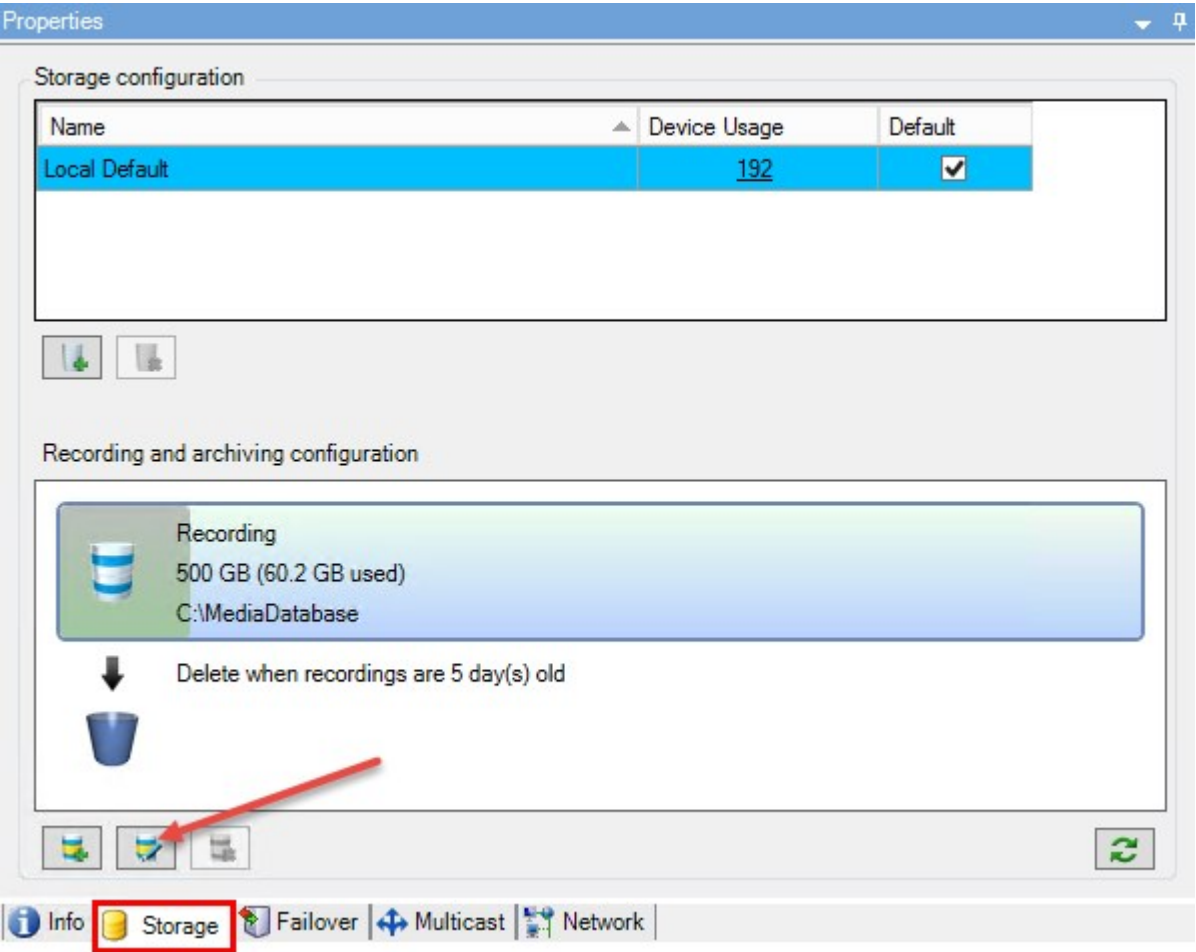 Properties
Storage configuration
Name Device Usage Default
Local Default 192
Recording and archiving configuration
Recording
500 GB (60.2 GB used)
C:\MediaDatabase
Delete when recordings are 5 day(s) old
Info Storage Failover Multicast Network